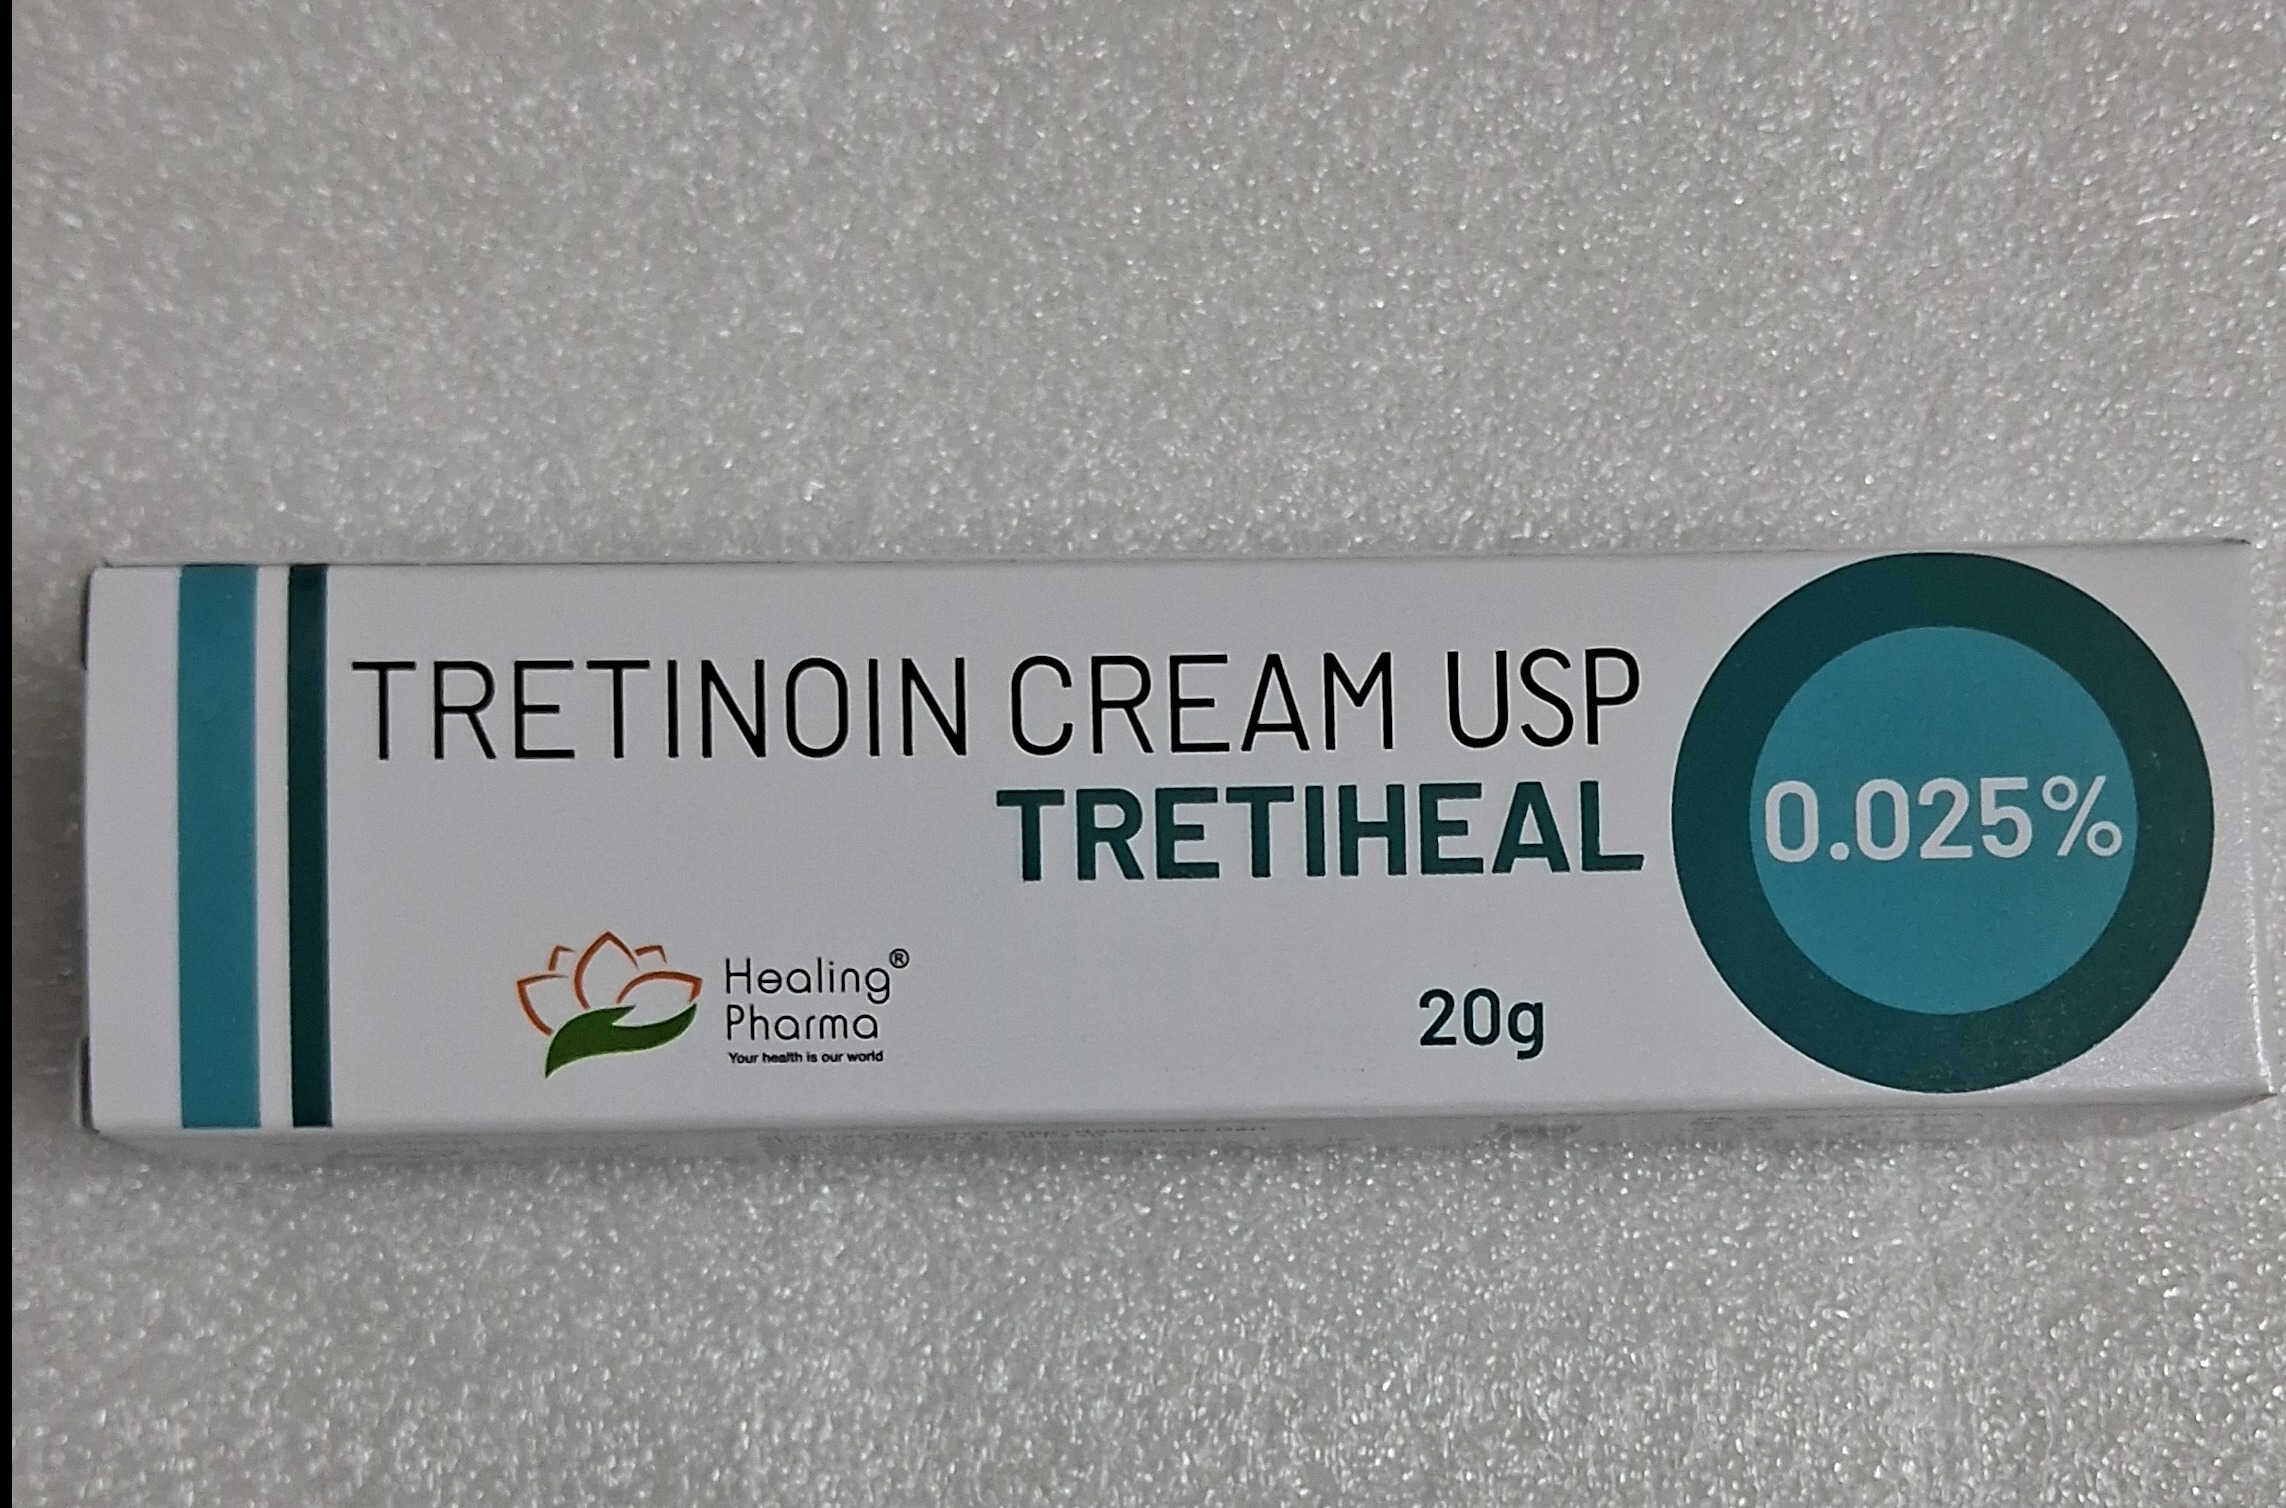 TRETINOIN CREAM USP
TRETIHEAL
0.025%
Healing®
Pharma
Your health is our world
20g